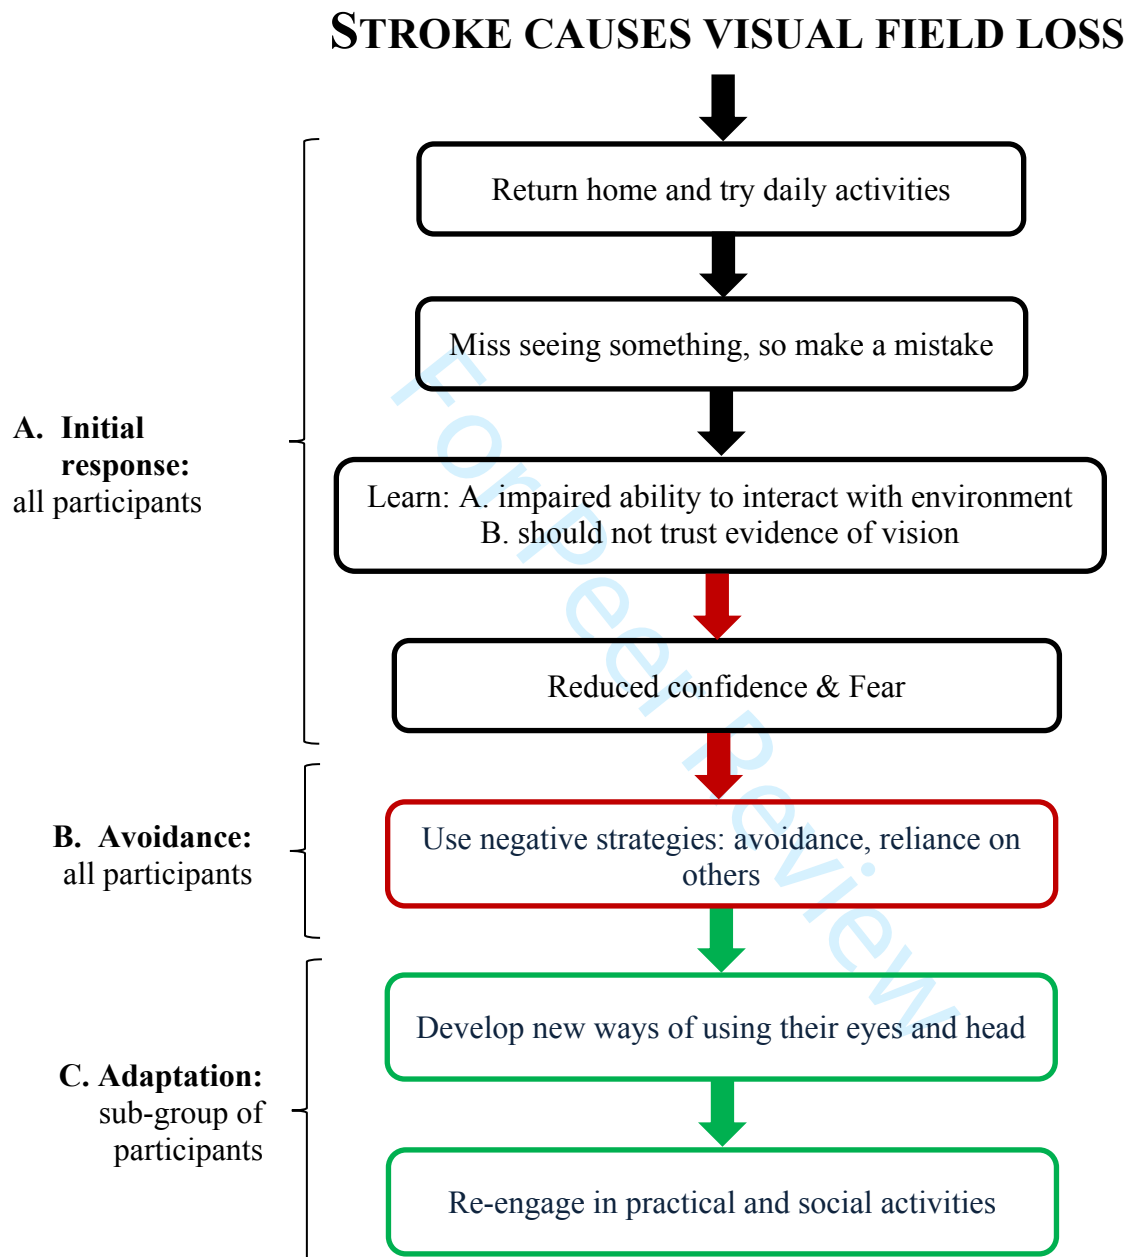 STROKE CAUSES VISUAL FIELD LOSS
Return home and try daily activities
Miss seeing something, so make a mistake
A. Initial
response:
all participants
Learn: A. impaired ability to interact with environment
B. should not trust evidence of vision
Reduced confidence & Fear
B. Avoidance:
all participants
Use negative strategies: avoidance, reliance on
others
C. Adaptation:
sub-group of
participants
Develop new ways of using their eyes and head
Re-engage in practical and social activities
For Peer Review